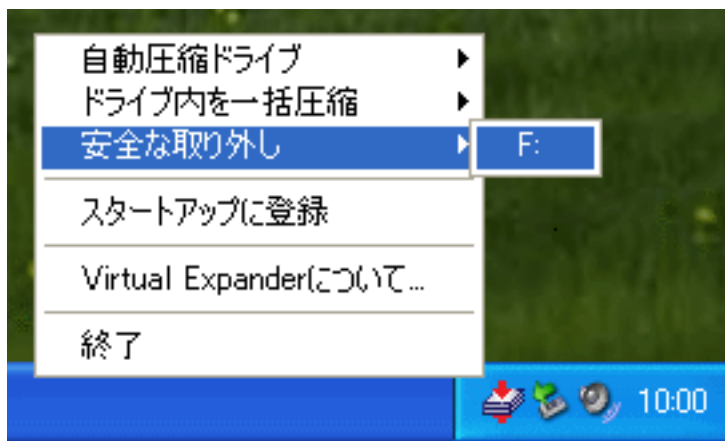 自動圧縮ドライブ
ドライブ内を一括圧縮
安全な取り外し
F:
スタートアップに登録
Virtual Expanderについて...
終了
10:00